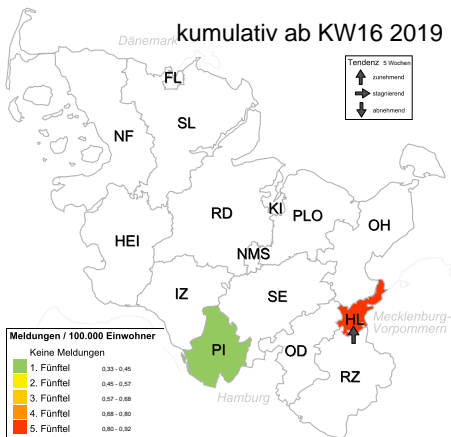 kumulativ ab KW16 2019
Dänemark
Tendenz 5 Wochen
zunehmend
stagnierend
abnehmend
FL
NF
SL
RD
KI
PLO
OH
HEI
NMS
IZ
SE
HL
Mecklenburg-
Vorpommern
PI
OD
RZ
Hamburg
Meldungen / 100.000 Einwohner
Keine Meldungen
1. Fünftel 0,33 - 0,45
2. Fünftel 0,45 - 0,57
3. Fünftel 0,57 - 0,68
4. Fünftel 0,68 - 0,80
5. Fünftel 0,80 - 0,92